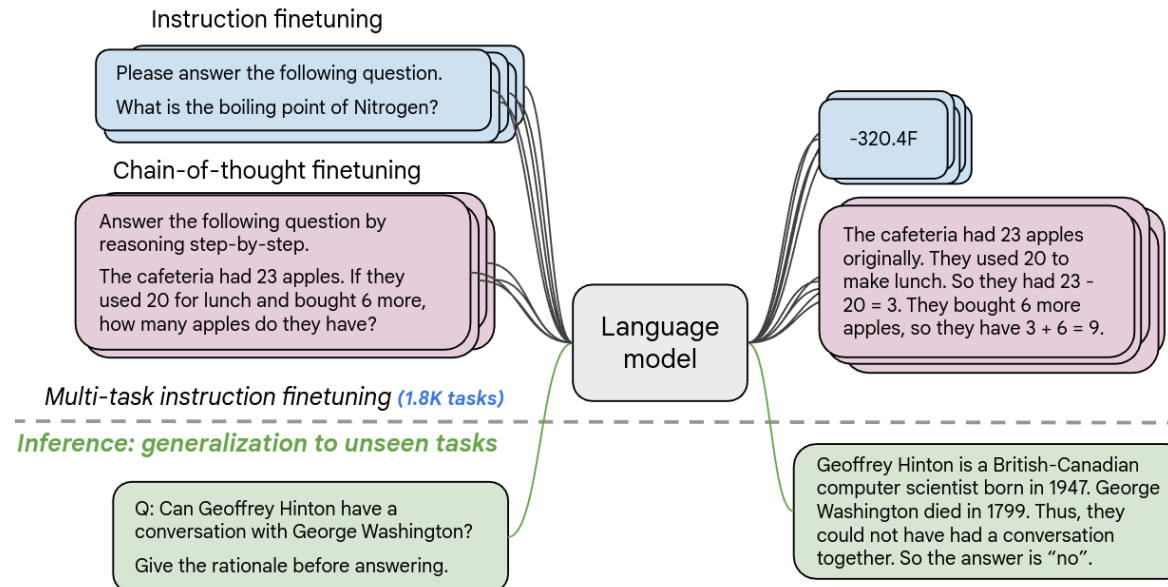 Instruction finetuning
Please answer the following question.
What is the boiling point of Nitrogen?
-320.4F
Chain-of-thought finetuning
Answer the following question by
reasoning step-by-step.
The cafeteria had 23 apples. If they
used 20 for lunch and bought 6 more,
how many apples do they have?
The cafeteria had 23 apples
originally. They used 20 to
make lunch. So they had 23 -
20 = 3. They bought 6 more
apples, so they have 3 + 6 = 9.
Language
model
Multi-task instruction finetuning (1.8K tasks)
Inference: generalization to unseen tasks
Q: Can Geoffrey Hinton have a
conversation with George Washington?
Give the rationale before answering.
Geoffrey Hinton is a British-Canadian
computer scientist born in 1947. George
Washington died in 1799. Thus, they
could not have had a conversation
together. So the answer is “no”.